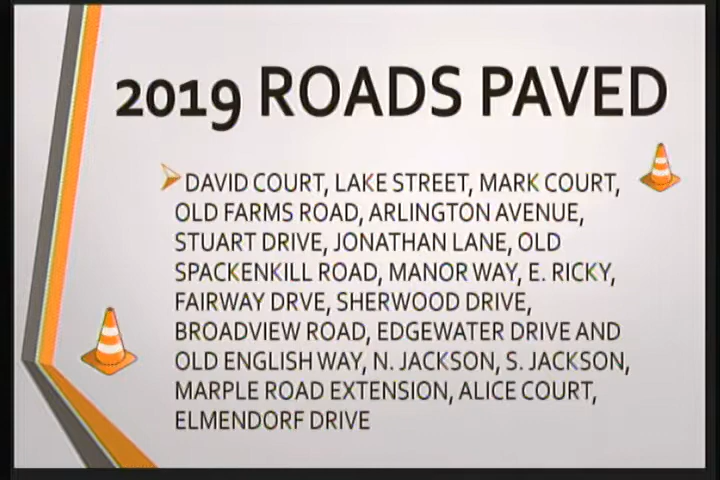 2019 ROADS PAVED
DAVID COURT, LAKE STREET, MARK COURT,
OLD FARMS ROAD, ARLINGTON AVENUE,
STUART DRIVE, JONATHAN LANE, OLD
SPACKENKILL ROAD, MANOR WAY, E. RICKY,
FAIRWAY DRVE, SHERWOOD DRIVE,
BROADVIEW ROAD, EDGEWATER DRIVE AND
OLD ENGLISH WAY, N. JACKSON, S. JACKSON,
MARPLE ROAD EXTENSION, ALICE COURT,
ELMENDORF DRIVE